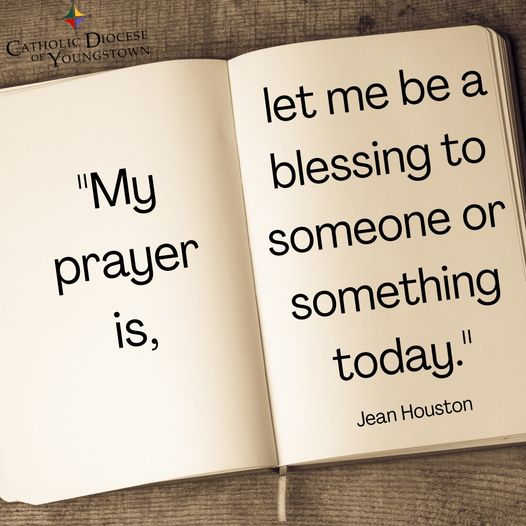 CATHOLIC DIOCESE
OF YOUNGSTOWN
"My
prayer
is,
let me be a
blessing to
someone or
something
today."
Jean Houston